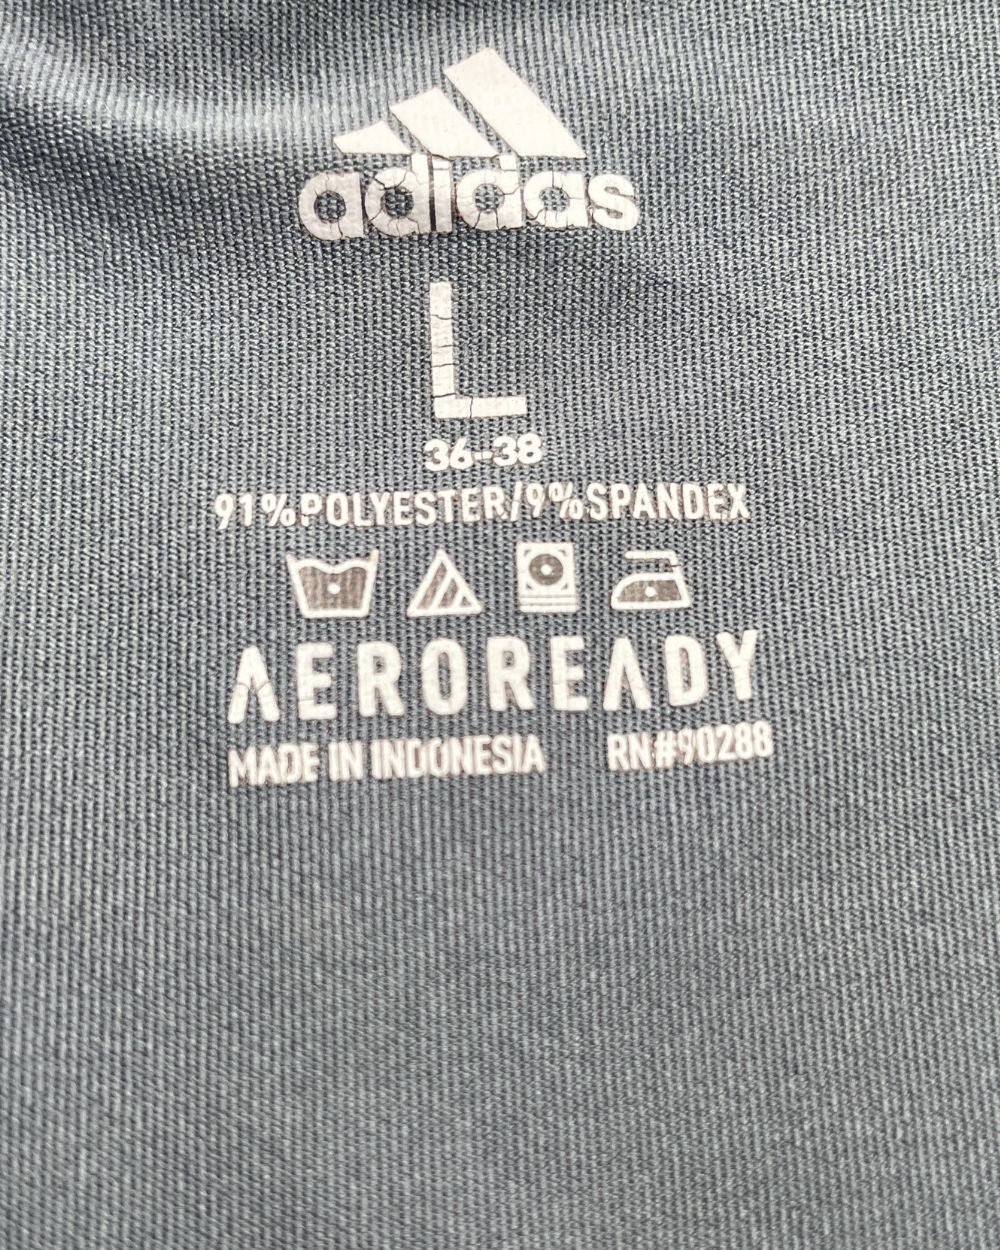 adidas
L
36-38
91%POLYESTER/9%SPANDEX
AEROREADY
MADE IN INDONESIA RN#90288